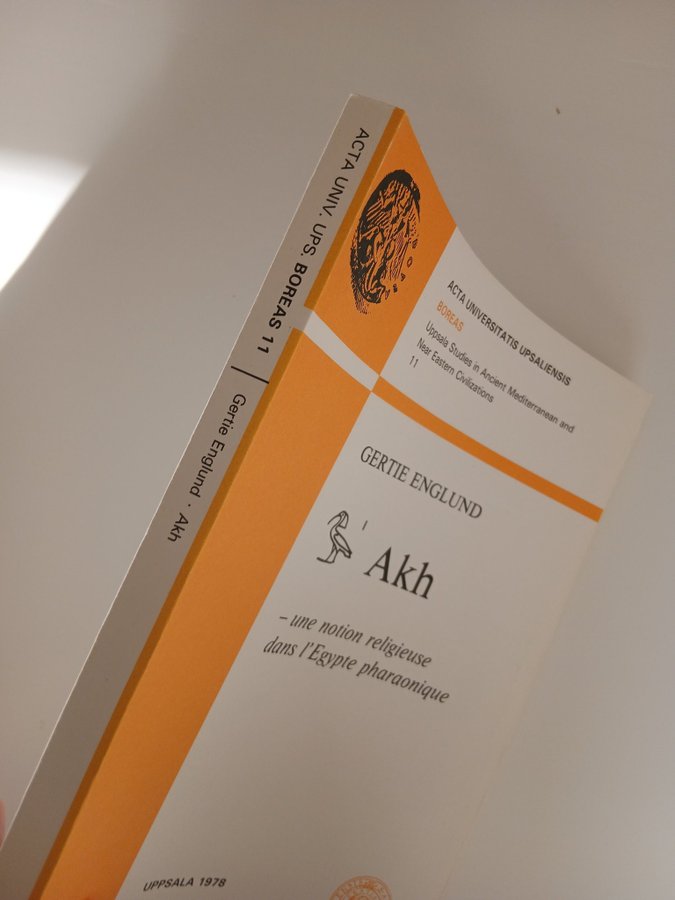 ACTA UNIV. UPS. BOREAS 11 | Gertie Englund · Akh
BOREAS
ACTA UNIVERSITATIS UPSALIENSIS
BOREAS
Uppsala Studies in Ancient Mediterranean and
Near Eastern Civilizations
11
GERTIE ENGLUND
Akh
– une notion religieuse
dans l'Egypte pharaonique
UPPSALA 1978